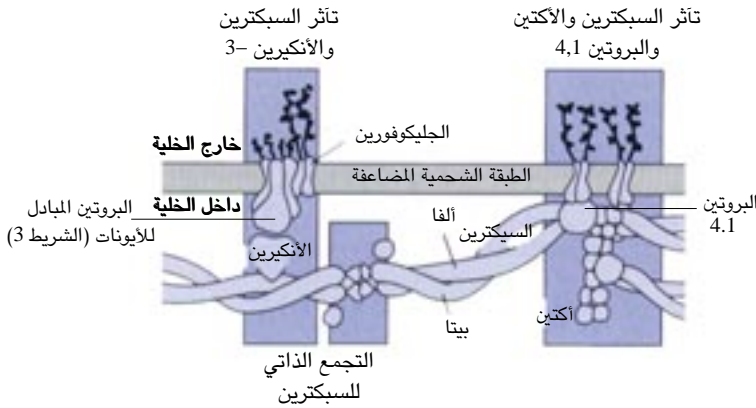 تآثر السبكترين والأكتين
والبروتين 4,1
تآثر السبكترين
والأنكيرين –3
الجليكوفورين
خارج الخلية
الطبقة الشحمية المضاعفة
داخل الخلية
البروتين المبادل
للأيونات (الشريط 3)
البروتين
4.1
ألفا
السيكترين
الأنكيرين
أكتين
بيتا
التجمع الذاتي
للسبكترين